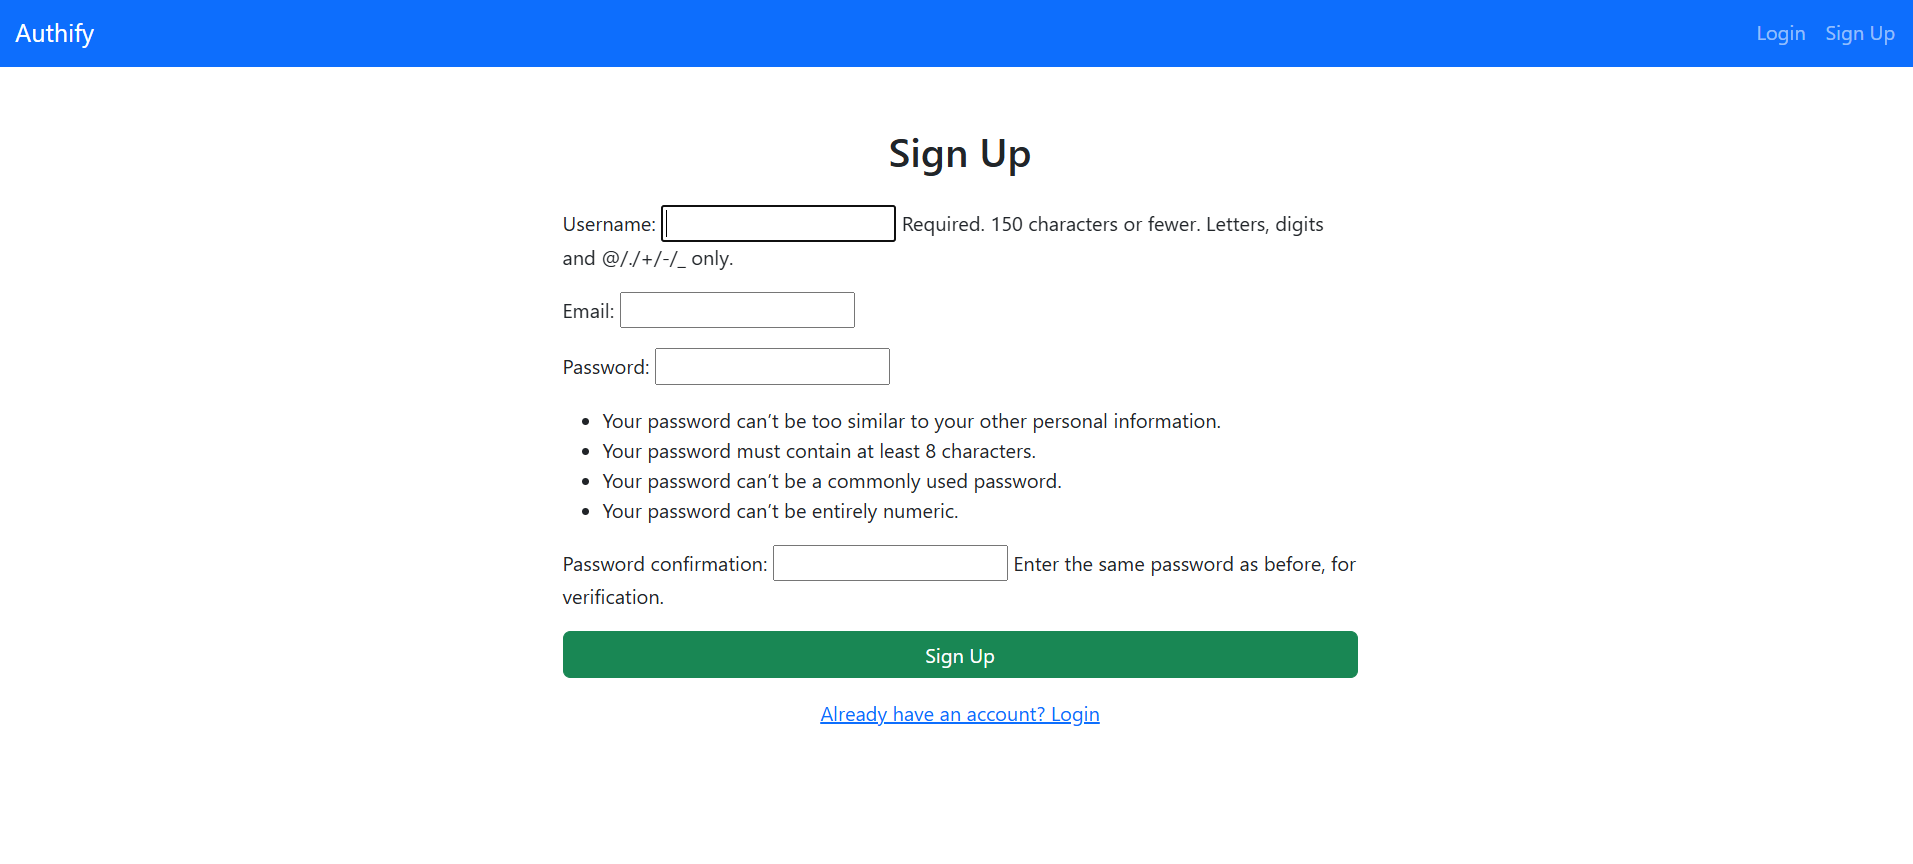 Authify
Login Sign Up
Sign Up
Username: Required. 150 characters or fewer. Letters, digits
and @/./+/-/_ only.
Email:
Password:
• Your password can’t be too similar to your other personal information.
• Your password must contain at least 8 characters.
• Your password can’t be a commonly used password.
• Your password can’t be entirely numeric.
Password confirmation: Enter the same password as before, for
verification.
Sign Up
Already have an account? Login